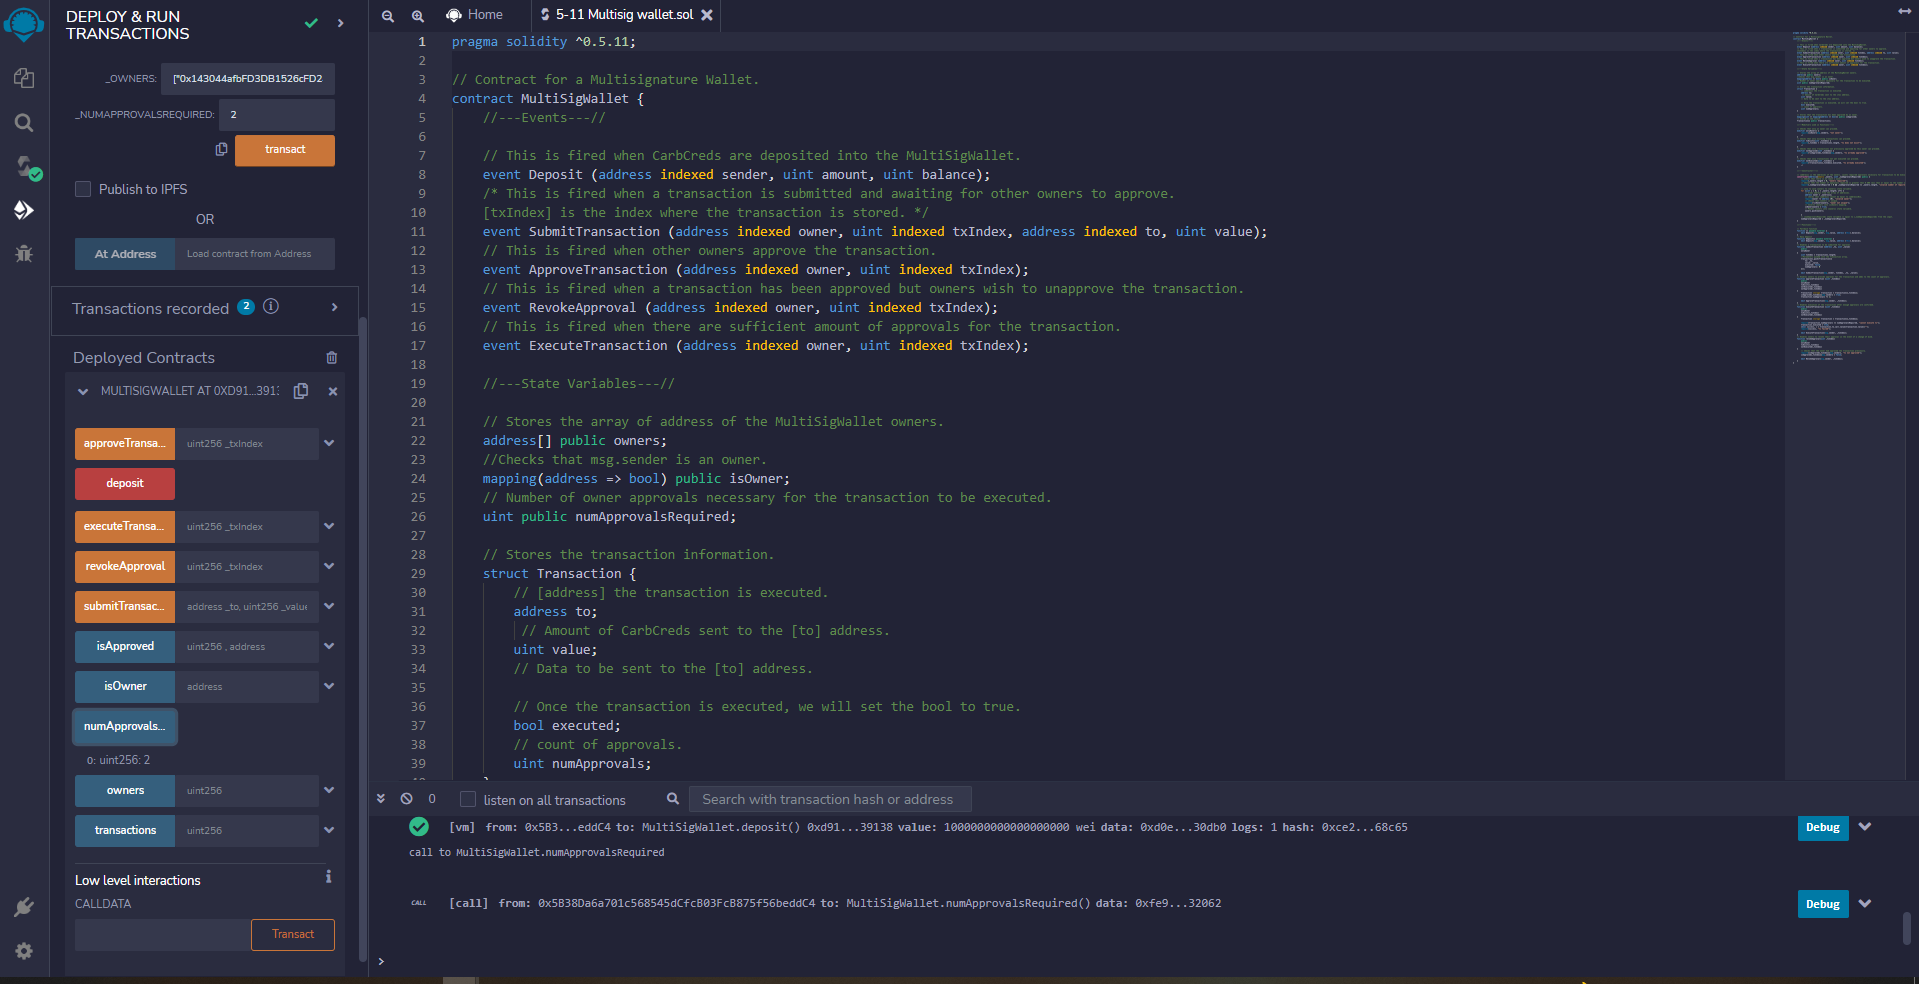 DEPLOY & RUN
TRANSACTIONS
_OWNERS: ["0x143044afbFD3DB1526cFD2
_NUMAPPROVALSREQUIRED: 2
transact
Publish to IPFS
OR
At Address Load contract from Address
Transactions recorded 2 i
Deployed Contracts
MULTISIGWALLET AT 0XD91...3913
approveTransa... uint256 _txIndex
deposit
executeTransa... uint256 _txIndex
revokeApproval uint256 _txIndex
submitTransac... address _to, uint256 _value
isApproved uint256 , address
isOwner address
numApprovals...
0: uint256: 2
owners uint256
transactions uint256
Low level interactions i
CALLDATA
Transact
Home 5-11 Multisig wallet.sol
1 pragma solidity ^0.5.11;
2
3 // Contract for a Multisignature Wallet.
4 contract MultiSigWallet {
5 //---Events---//
6
7 // This is fired when CarbCreds are deposited into the MultiSigWallet.
8 event Deposit (address indexed sender, uint amount, uint balance);
9 /* This is fired when a transaction is submitted and awaiting for other owners to approve.
10 [txIndex] is the index where the transaction is stored. */
11 event SubmitTransaction (address indexed owner, uint indexed txIndex, address indexed to, uint value);
12 // This is fired when other owners approve the transaction.
13 event ApproveTransaction (address indexed owner, uint indexed txIndex);
14 // This is fired when a transaction has been approved but owners wish to unapprove the transaction.
15 event RevokeApproval (address indexed owner, uint indexed txIndex);
16 // This is fired when there are sufficient amount of approvals for the transaction.
17 event ExecuteTransaction (address indexed owner, uint indexed txIndex);
18
19 //---State Variables---//
20
21 // Stores the array of address of the MultiSigWallet owners.
22 address[] public owners;
23 //Checks that msg.sender is an owner.
24 mapping(address => bool) public isOwner;
25 // Number of owner approvals necessary for the transaction to be executed.
26 uint public numApprovalsRequired;
27
28 // Stores the transaction information.
29 struct Transaction {
30 // [address] the transaction is executed.
31 address to;
32 // Amount of CarbCreds sent to the [to] address.
33 uint value;
34 // Data to be sent to the [to] address.
35
36 // Once the transaction is executed, we will set the bool to true.
37 bool executed;
38 // count of approvals.
39 uint numApprovals;
0 listen on all transactions Search with transaction hash or address
[vm] from: 0x5B3...eddC4 to: MultiSigWallet.deposit() 0xd91...39138 value: 1000000000000000000 wei data: 0xd0e...30db0 logs: 1 hash: 0xce2...68c65 Debug
call to MultiSigWallet.numApprovalsRequired
CALL [call] from: 0x5B38Da6a701c568545dCfcB03FcB875f56beddC4 to: MultiSigWallet.numApprovalsRequired() data: 0xfe9...32062 Debug
>